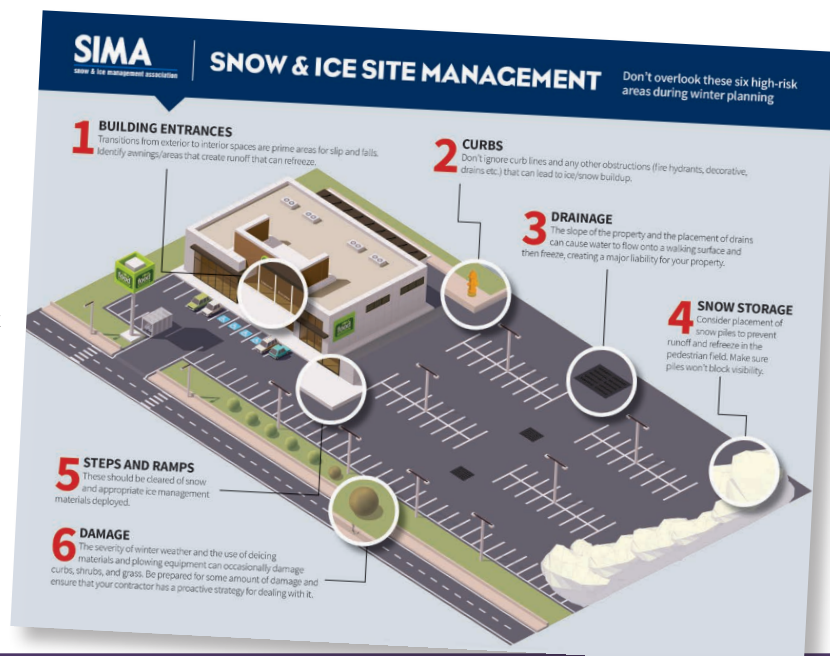 SIMA
snow & ice management association
SNOW & ICE SITE MANAGEMENT
Don't overlook these six high-risk
areas during winter planning
1 BUILDING ENTRANCES
Transitions from exterior to interior spaces are prime areas for slip and falls.
Identify awnings/areas that create runoff that can refreeze.
2 CURBS
Don't ignore curb lines and any other obstructions (fire hydrants, decorative,
drains etc.) that can lead to ice/snow buildup.
3 DRAINAGE
The slope of the property and the placement of drains
can cause water to flow onto a walking surface and
then freeze, creating a major liability for your property.
4 SNOW STORAGE
Consider placement of
snow piles to prevent
runoff and refreeze in the
pedestrian field. Make sure
piles won't block visibility.
5 STEPS AND RAMPS
These should be cleared of snow
and appropriate ice management
materials deployed.
6 DAMAGE
The severity of winter weather and the use of deicing
materials and plowing equipment can occasionally damage
curbs, shrubs, and grass. Be prepared for some amount of damage and
ensure that your contractor has a proactive strategy for dealing with it.